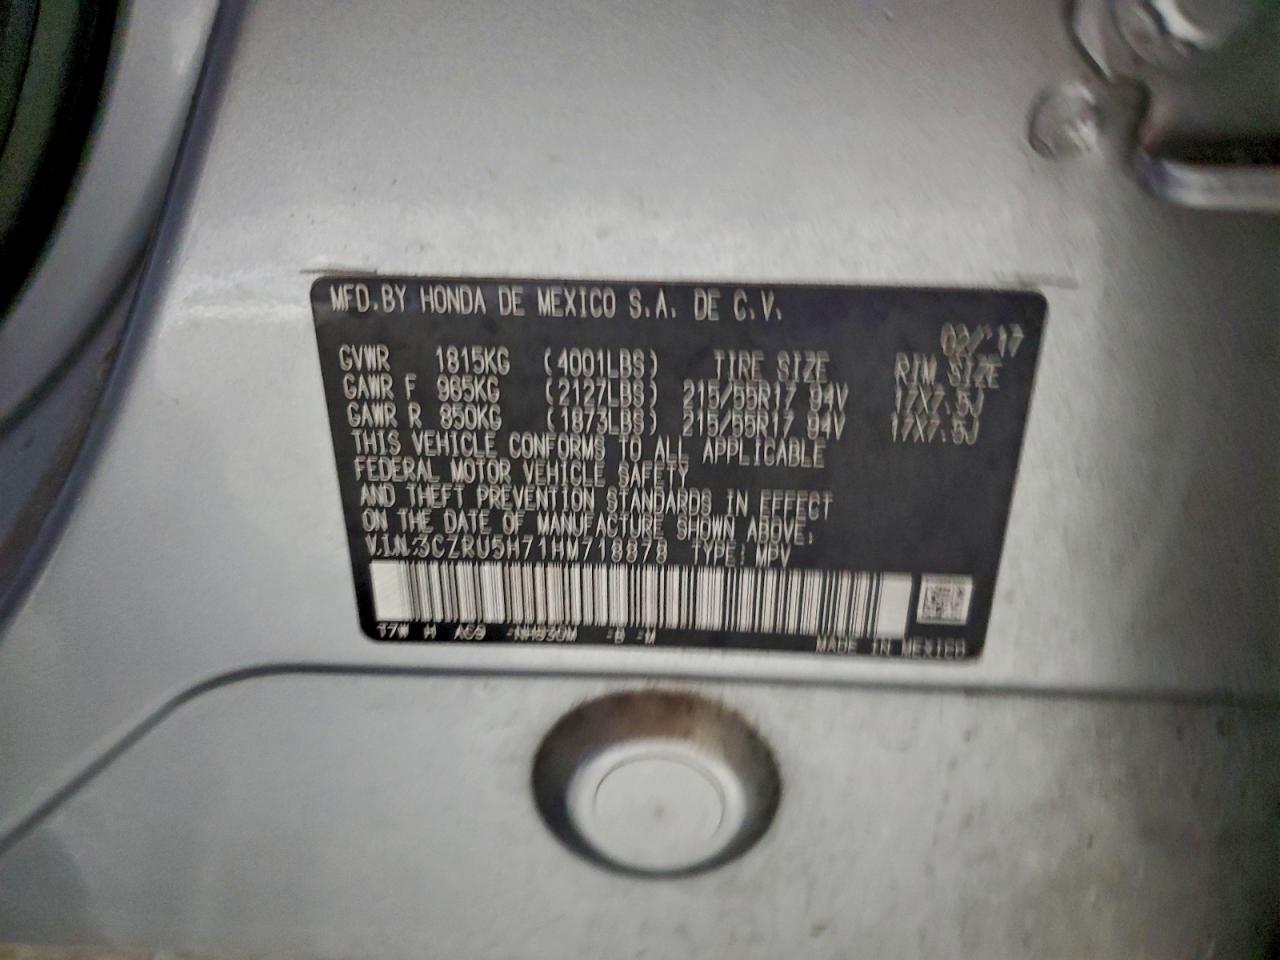 MFD.BY HONDA DE MEXICO S.A. DE C.V.
02/'17
GVWR 1815KG (4001LBS) TIRE SIZE RIM SIZE
GAWR F 965KG (2127LBS) 215/55R17 94V 17X7.5J
GAWR R 850KG (1873LBS) 215/55R17 94V 17X7.5J
THIS VEHICLE CONFORMS TO ALL APPLICABLE
FEDERAL MOTOR VEHICLE SAFETY
AND THEFT PREVENTION STANDARDS IN EFFECT
ON THE DATE OF MANUFACTURE SHOWN ABOVE.
V.I.N.:3CZRU5H71HM718878 TYPE: MPV
T7W H AC9 -NH830M -B -M
MADE IN MEXICO